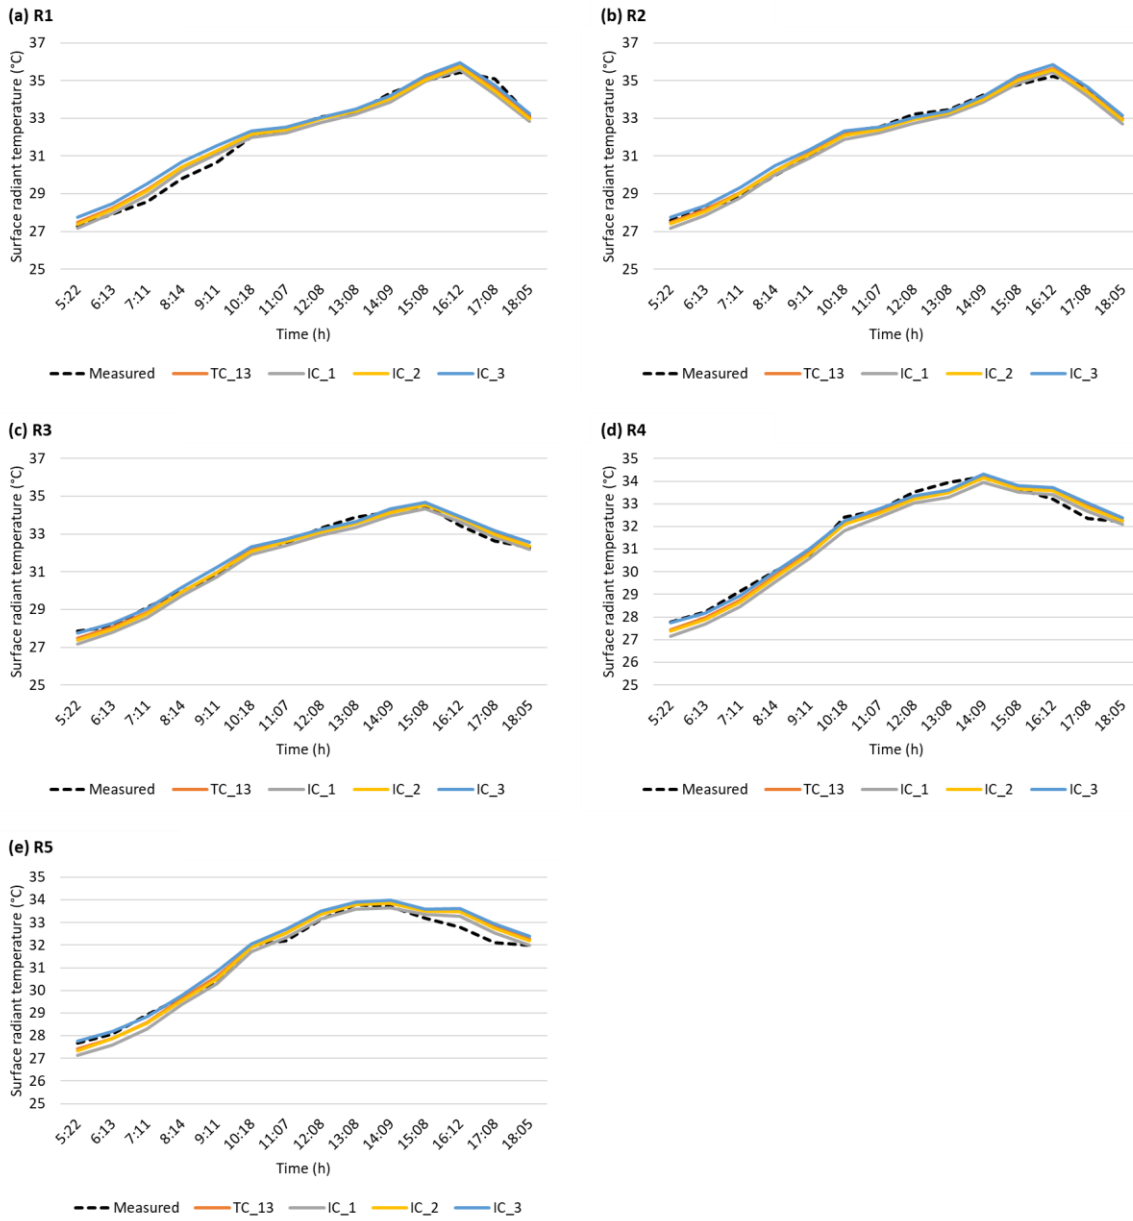 (a) R1
Surface radiant temperature (°C)
37
35
33
31
29
27
25
5:22 6:13 7:11 8:14 9:11 10:18 11:07 12:08 13:08 14:09 15:08 16:12 17:08 18:05
Time (h)
Measured TC_13 IC_1 IC_2 IC_3
(b) R2
Surface radiant temperature (°C)
37
35
33
31
29
27
25
5:22 6:13 7:11 8:14 9:11 10:18 11:07 12:08 13:08 14:09 15:08 16:12 17:08 18:05
Time (h)
Measured TC_13 IC_1 IC_2 IC_3
(c) R3
Surface radiant temperature (°C)
37
35
33
31
29
27
25
5:22 6:13 7:11 8:14 9:11 10:18 11:07 12:08 13:08 14:09 15:08 16:12 17:08 18:05
Time (h)
Measured TC_13 IC_1 IC_2 IC_3
(d) R4
Surface radiant temperature (°C)
35
34
33
32
31
30
29
28
27
26
25
5:22 6:13 7:11 8:14 9:11 10:18 11:07 12:08 13:08 14:09 15:08 16:12 17:08 18:05
Time (h)
Measured TC_13 IC_1 IC_2 IC_3
(e) R5
Surface radiant temperature (°C)
35
34
33
32
31
30
29
28
27
26
25
5:22 6:13 7:11 8:14 9:11 10:18 11:07 12:08 13:08 14:09 15:08 16:12 17:08 18:05
Time (h)
Measured TC_13 IC_1 IC_2 IC_3